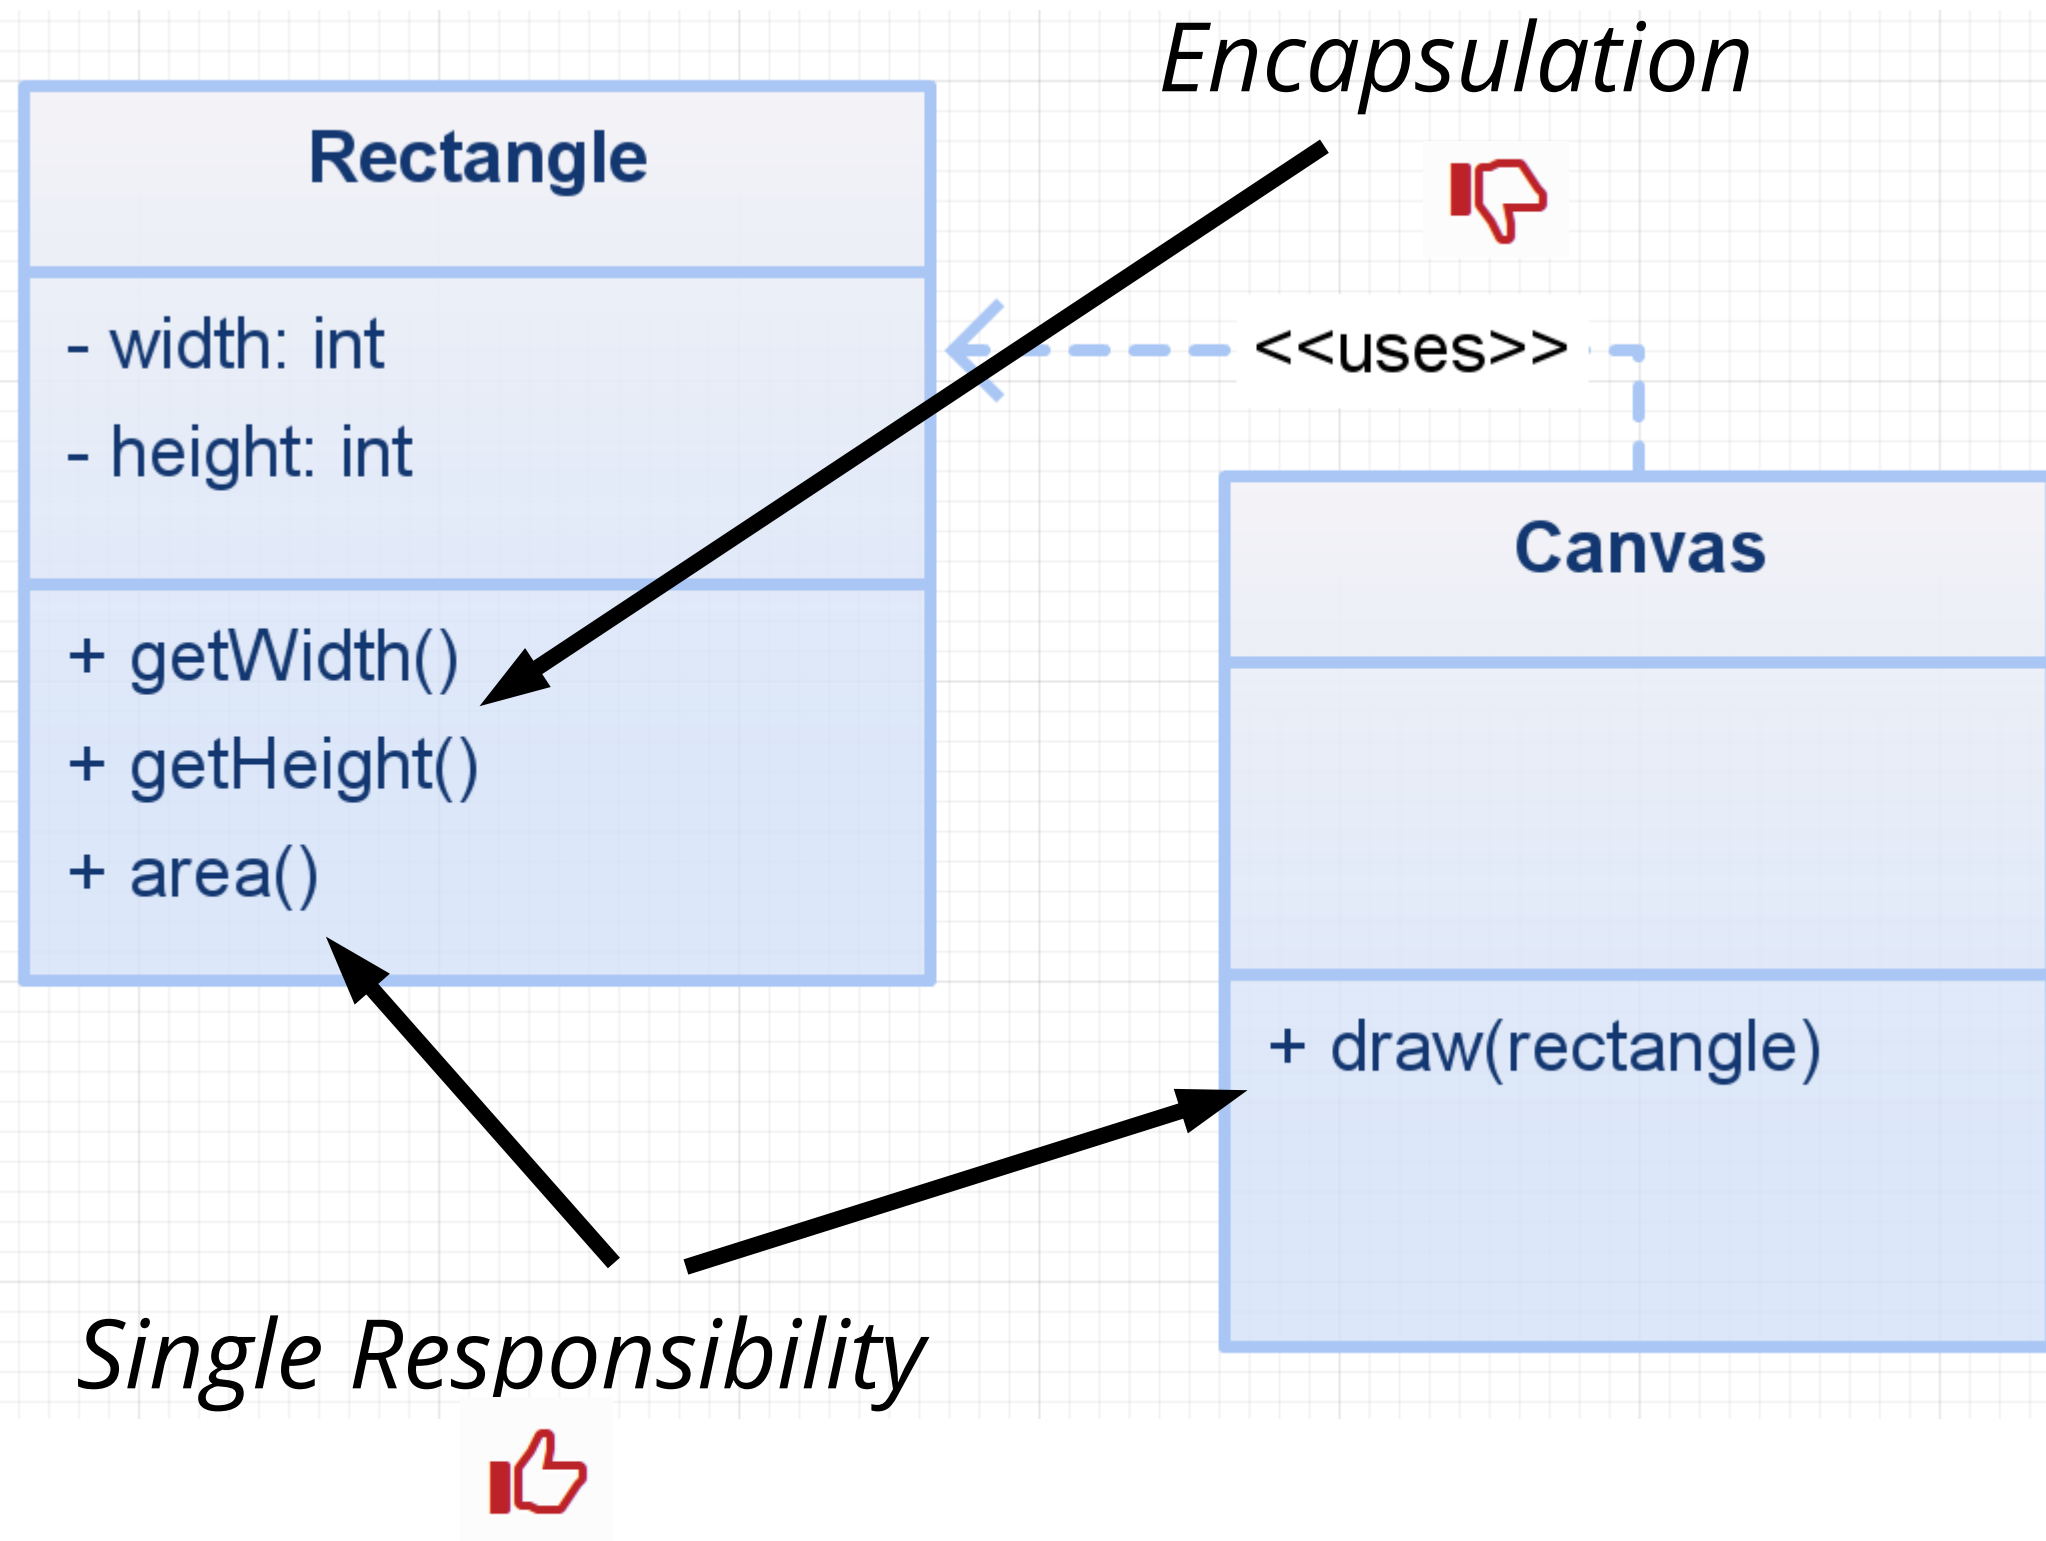 Encapsulation
Rectangle
- width: int
- height: int
+ getWidth()
+ getHeight()
+ area()
<<uses>>
Canvas
+ draw(rectangle)
Single Responsibility